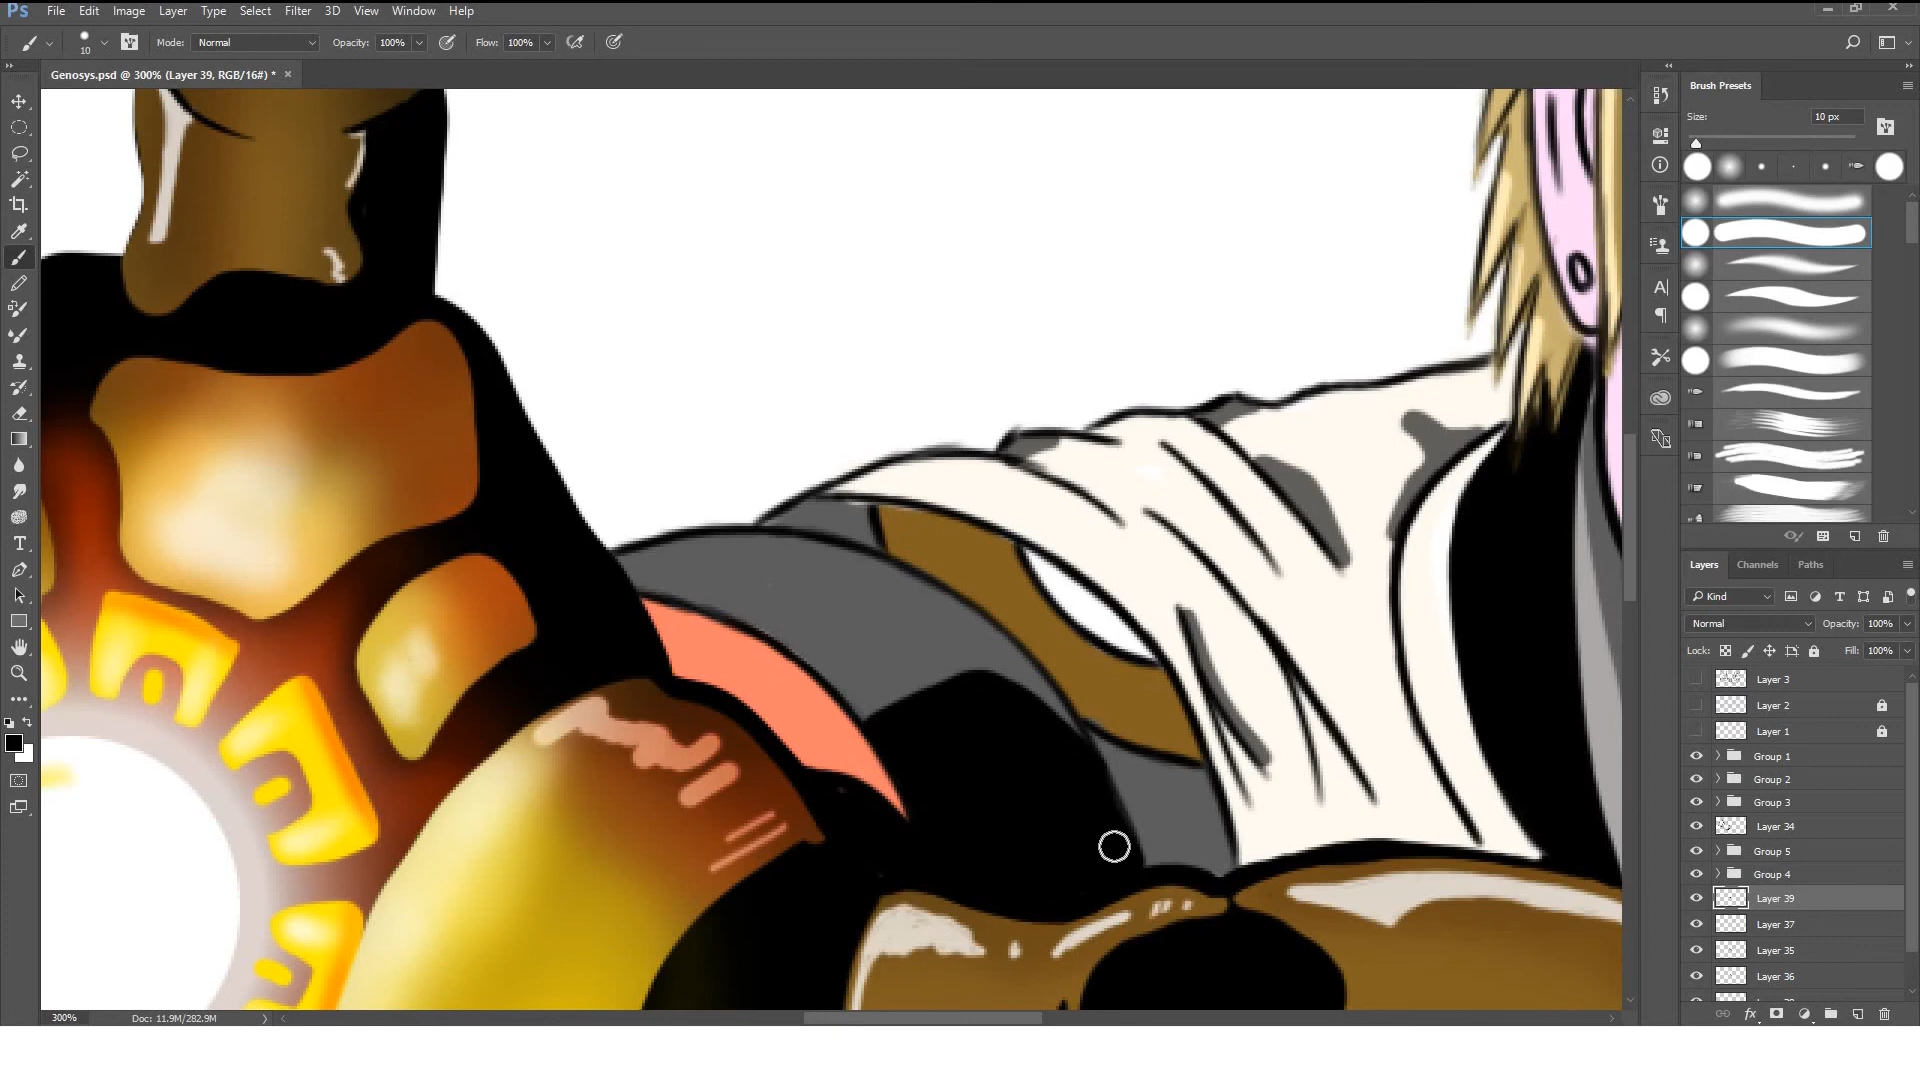 Ps File Edit Image Layer Type Select Filter 3D View Window Help
10 Mode: Normal Opacity: 100% Flow: 100%
Genosys.psd @ 300% (Layer 39, RGB/16#) * ×
Brush Presets
Size: 10 px
Layers Channels Paths
Kind
Normal Opacity: 100%
Lock: Fill: 100%
Layer 3
Layer 2
Layer 1
Group 1
Group 2
Group 3
Layer 34
Group 5
Group 4
Layer 39
Layer 37
Layer 35
Layer 36
300% Doc: 11.9M/282.9M